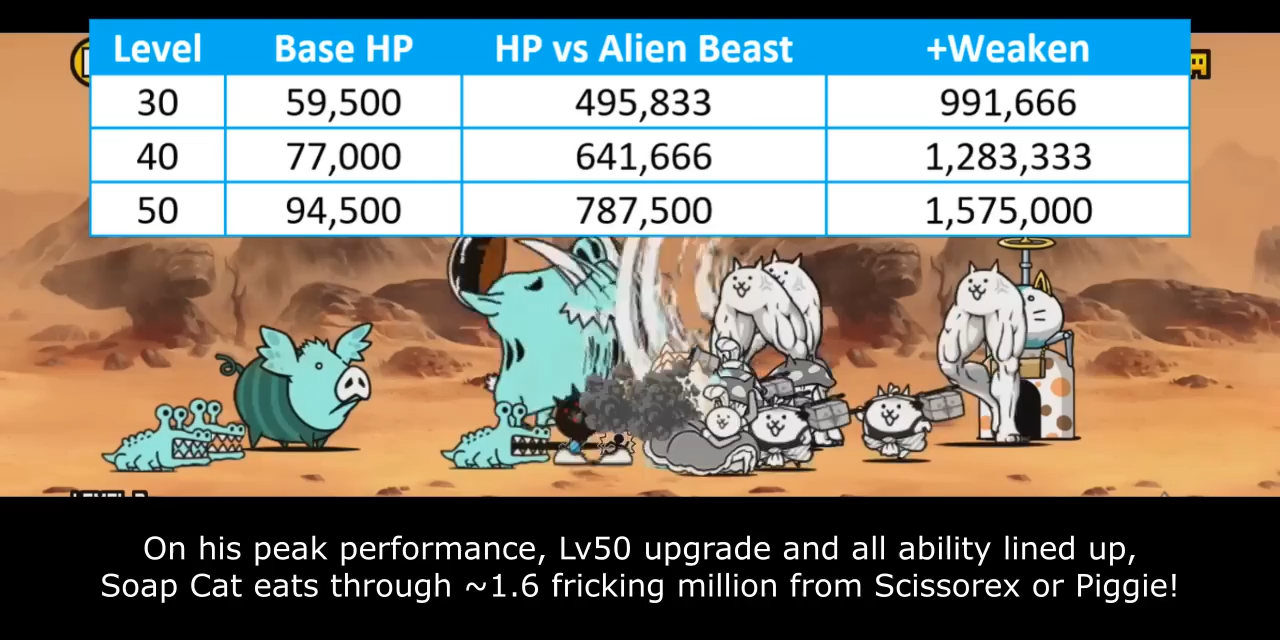 Level Base HP HP vs Alien Beast +Weaken
30 59,500 495,833 991,666
40 77,000 641,666 1,283,333
50 94,500 787,500 1,575,000
On his peak performance, Lv50 upgrade and all ability lined up,
Soap Cat eats through ~1.6 fricking million from Scissorex or Piggie!